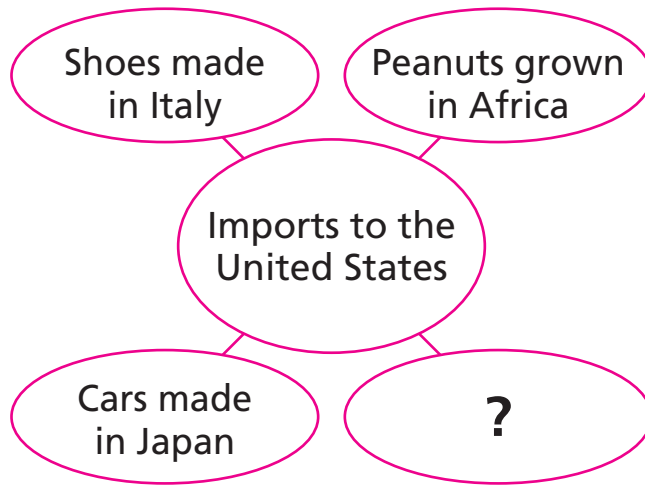 Shoes made
in Italy
Peanuts grown
in Africa
Imports to the
United States
Cars made
in Japan
?